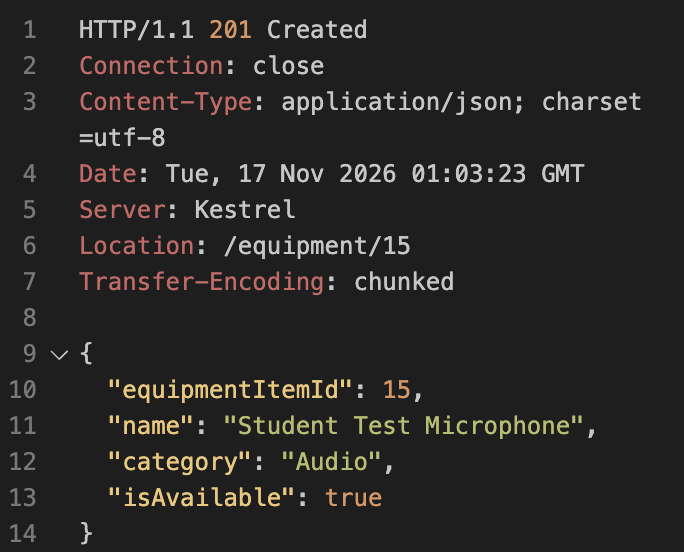 1 HTTP/1.1 201 Created
2 Connection: close
3 Content-Type: application/json; charset
=utf-8
4 Date: Tue, 17 Nov 2026 01:03:23 GMT
5 Server: Kestrel
6 Location: /equipment/15
7 Transfer-Encoding: chunked
8
9 {
10 "equipmentItemId": 15,
11 "name": "Student Test Microphone",
12 "category": "Audio",
13 "isAvailable": true
14 }